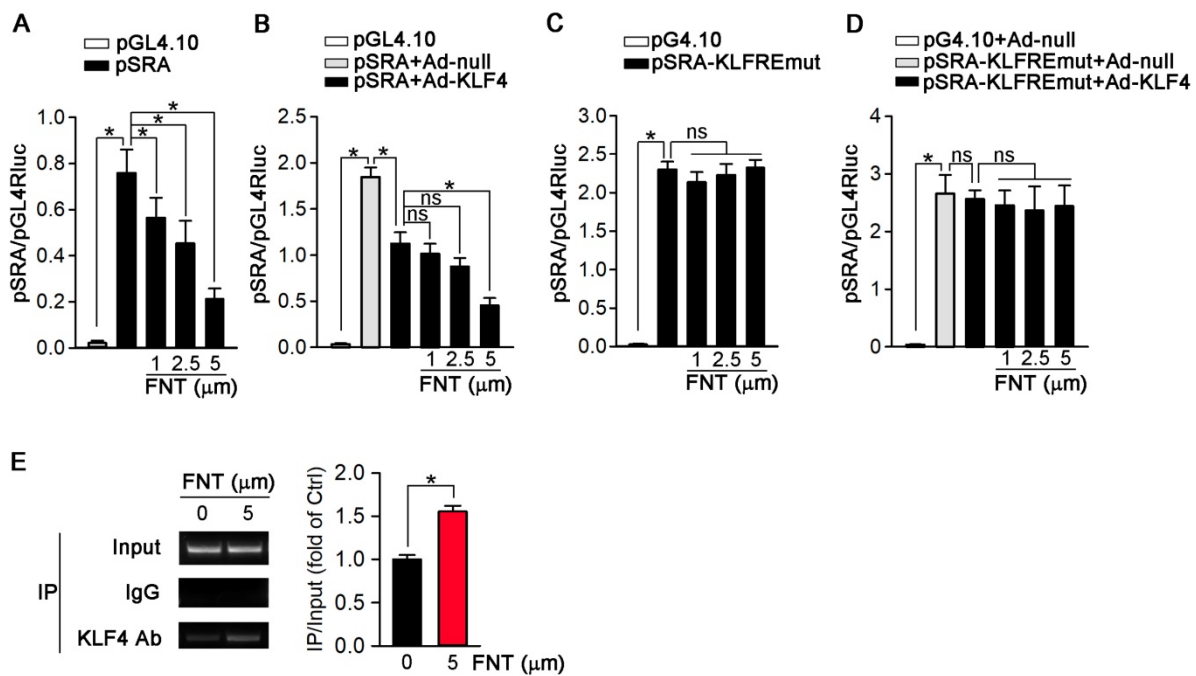 A
pGL4.10
pSRA
pSRA/pGL4Rluc
1.0
0.8
0.6
0.4
0.2
0.0
* * * *
1 2.5 5
FNT (μm)
B
pGL4.10
pSRA+Ad-null
pSRA+Ad-KLF4
pSRA/pGL4Rluc
2.5
2.0
1.5
1.0
0.5
0.0
* * *
ns
ns
1 2.5 5
FNT (μm)
C
pG4.10
pSRA-KLFREmut
pSRA/pGL4Rluc
3.0
2.5
2.0
1.5
1.0
0.5
0.0
* ns
1 2.5 5
FNT (μm)
D
pG4.10+Ad-null
pSRA-KLFREmut+Ad-null
pSRA-KLFREmut+Ad-KLF4
pSRA/pGL4Rluc
4
3
2
1
0
* ns ns
1 2.5 5
FNT (μm)
E
FNT (μm)
0 5
IP
Input
IgG
KLF4 Ab
IP/Input (fold of Ctrl)
2.0
1.5
1.0
0.5
0.0
*
0 5 FNT (μm)